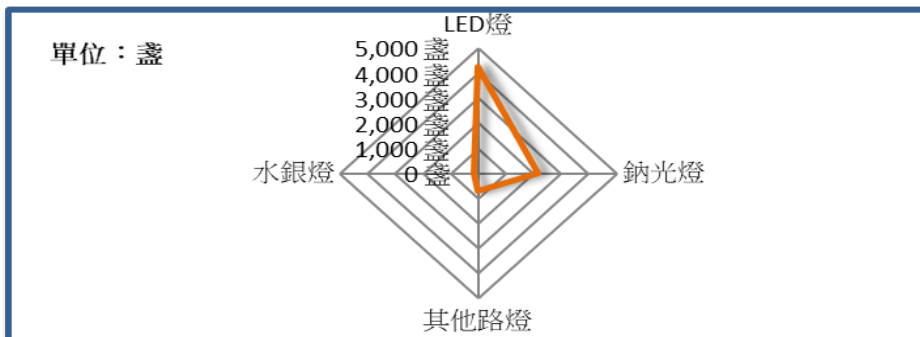 LED燈
單位：盞
5,000 盞
4,000 盞
3,000 盞
2,000 盞
1,000 盞
0 盞
水銀燈
鈉光燈
其他路燈